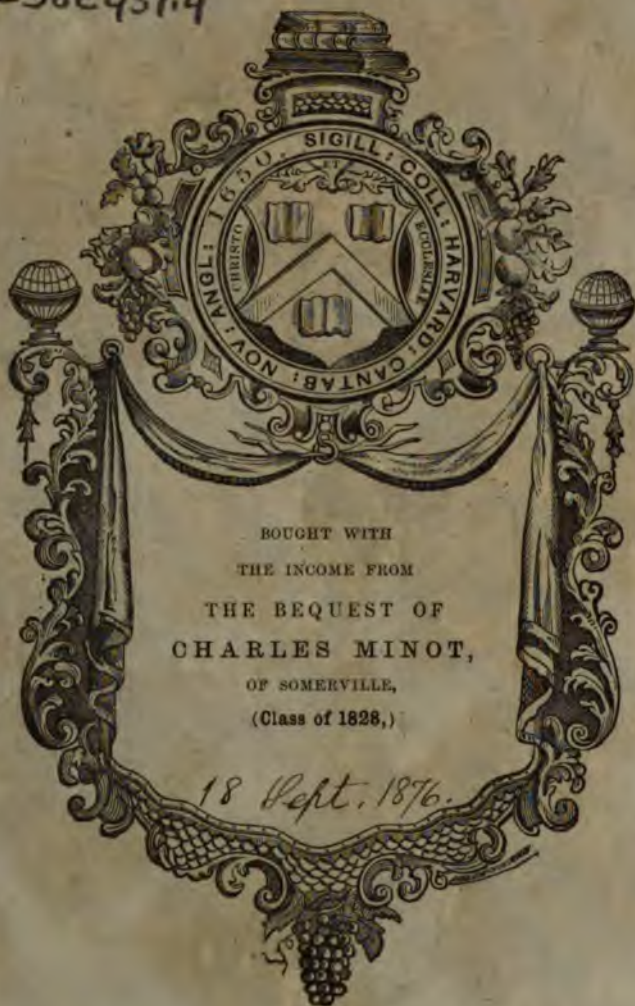 SIGILL: COLL: HARVARD: CANTAB: NOV: ANGL: 1650.
ET
CHRISTO
ECCLESIAE
BOUGHT WITH
THE INCOME FROM
THE BEQUEST OF
CHARLES MINOT,
OF SOMERVILLE,
(Class of 1828,)
18 Sept. 1876.